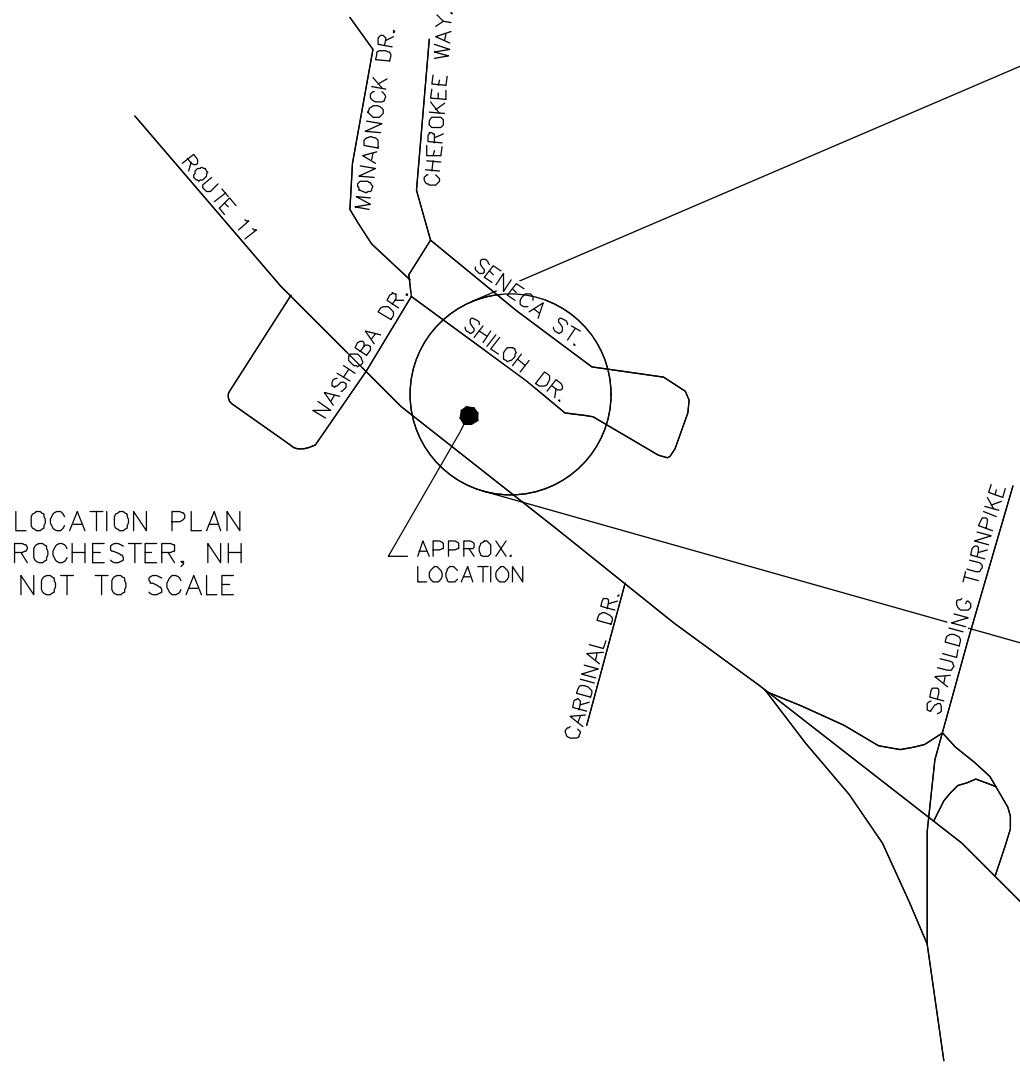 MONADNOCK DR.
CHEROKEE WAY.
ROUTE 11
SENECA ST.
NASHOBA DR.
SHILOH DR.
LOCATION PLAN
ROCHESTER, NH
NOT TO SCALE
APPROX.
LOCATION
SPAULDING TURNPIKE
CARDINAL DR.